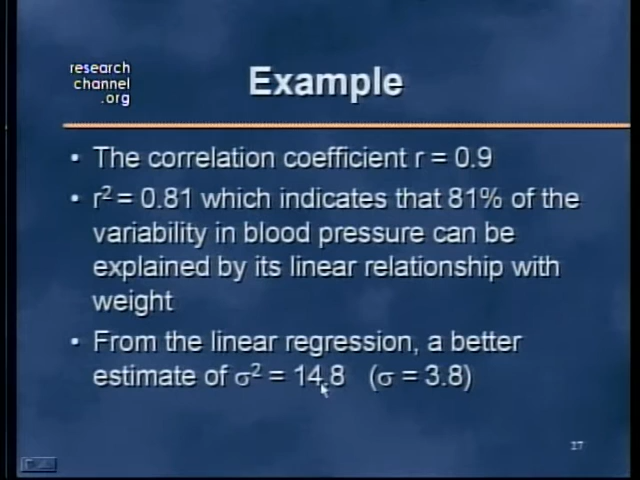 research
channel
.org
Example
• The correlation coefficient r = 0.9
• r² = 0.81 which indicates that 81% of the
variability in blood pressure can be
explained by its linear relationship with
weight
• From the linear regression, a better
estimate of σ² = 14.8 (σ = 3.8)
27